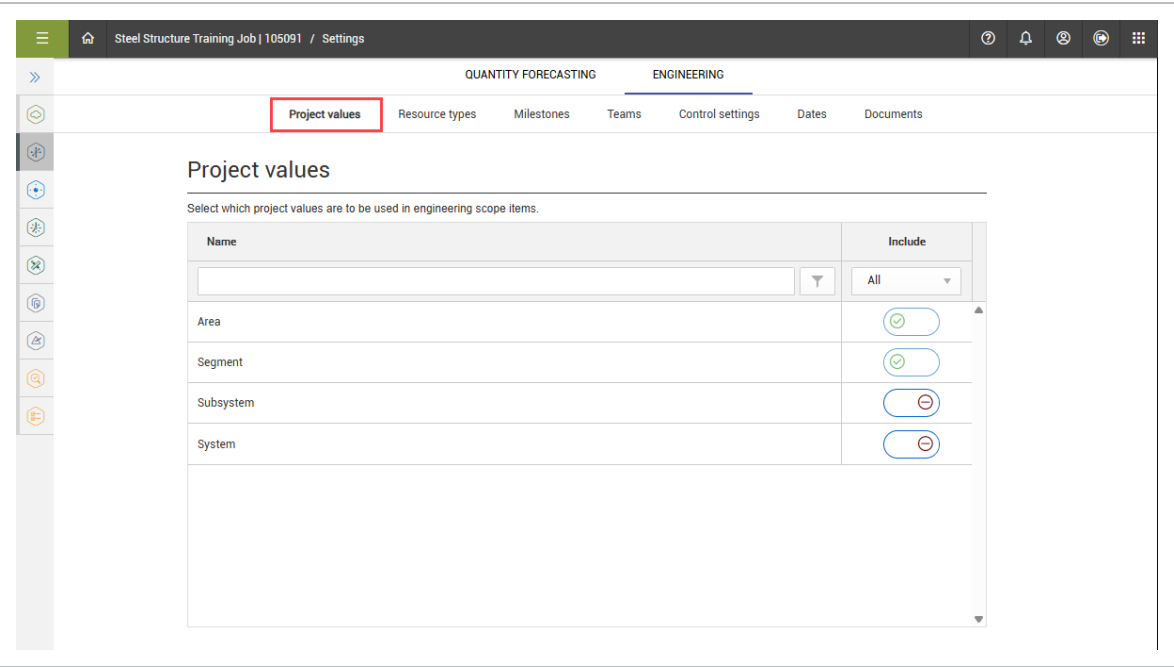 Steel Structure Training Job | 105091 / Settings
QUANTITY FORECASTING ENGINEERING
Project values Resource types Milestones Teams Control settings Dates Documents
Project values
Select which project values are to be used in engineering scope items.
Name Include
All
Area
Segment
Subsystem
System